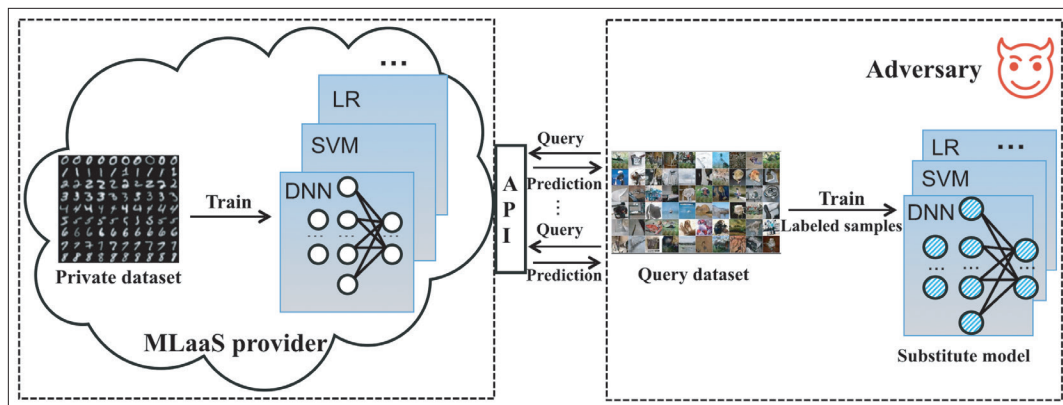 ...
LR
SVM
DNN
...
...
Private dataset
Train
MLaaS provider
A
P
I
Query
Prediction
Query
Prediction
Query dataset
Adversary
Train
Labeled samples
LR
...
SVM
DNN
...
...
Substitute model